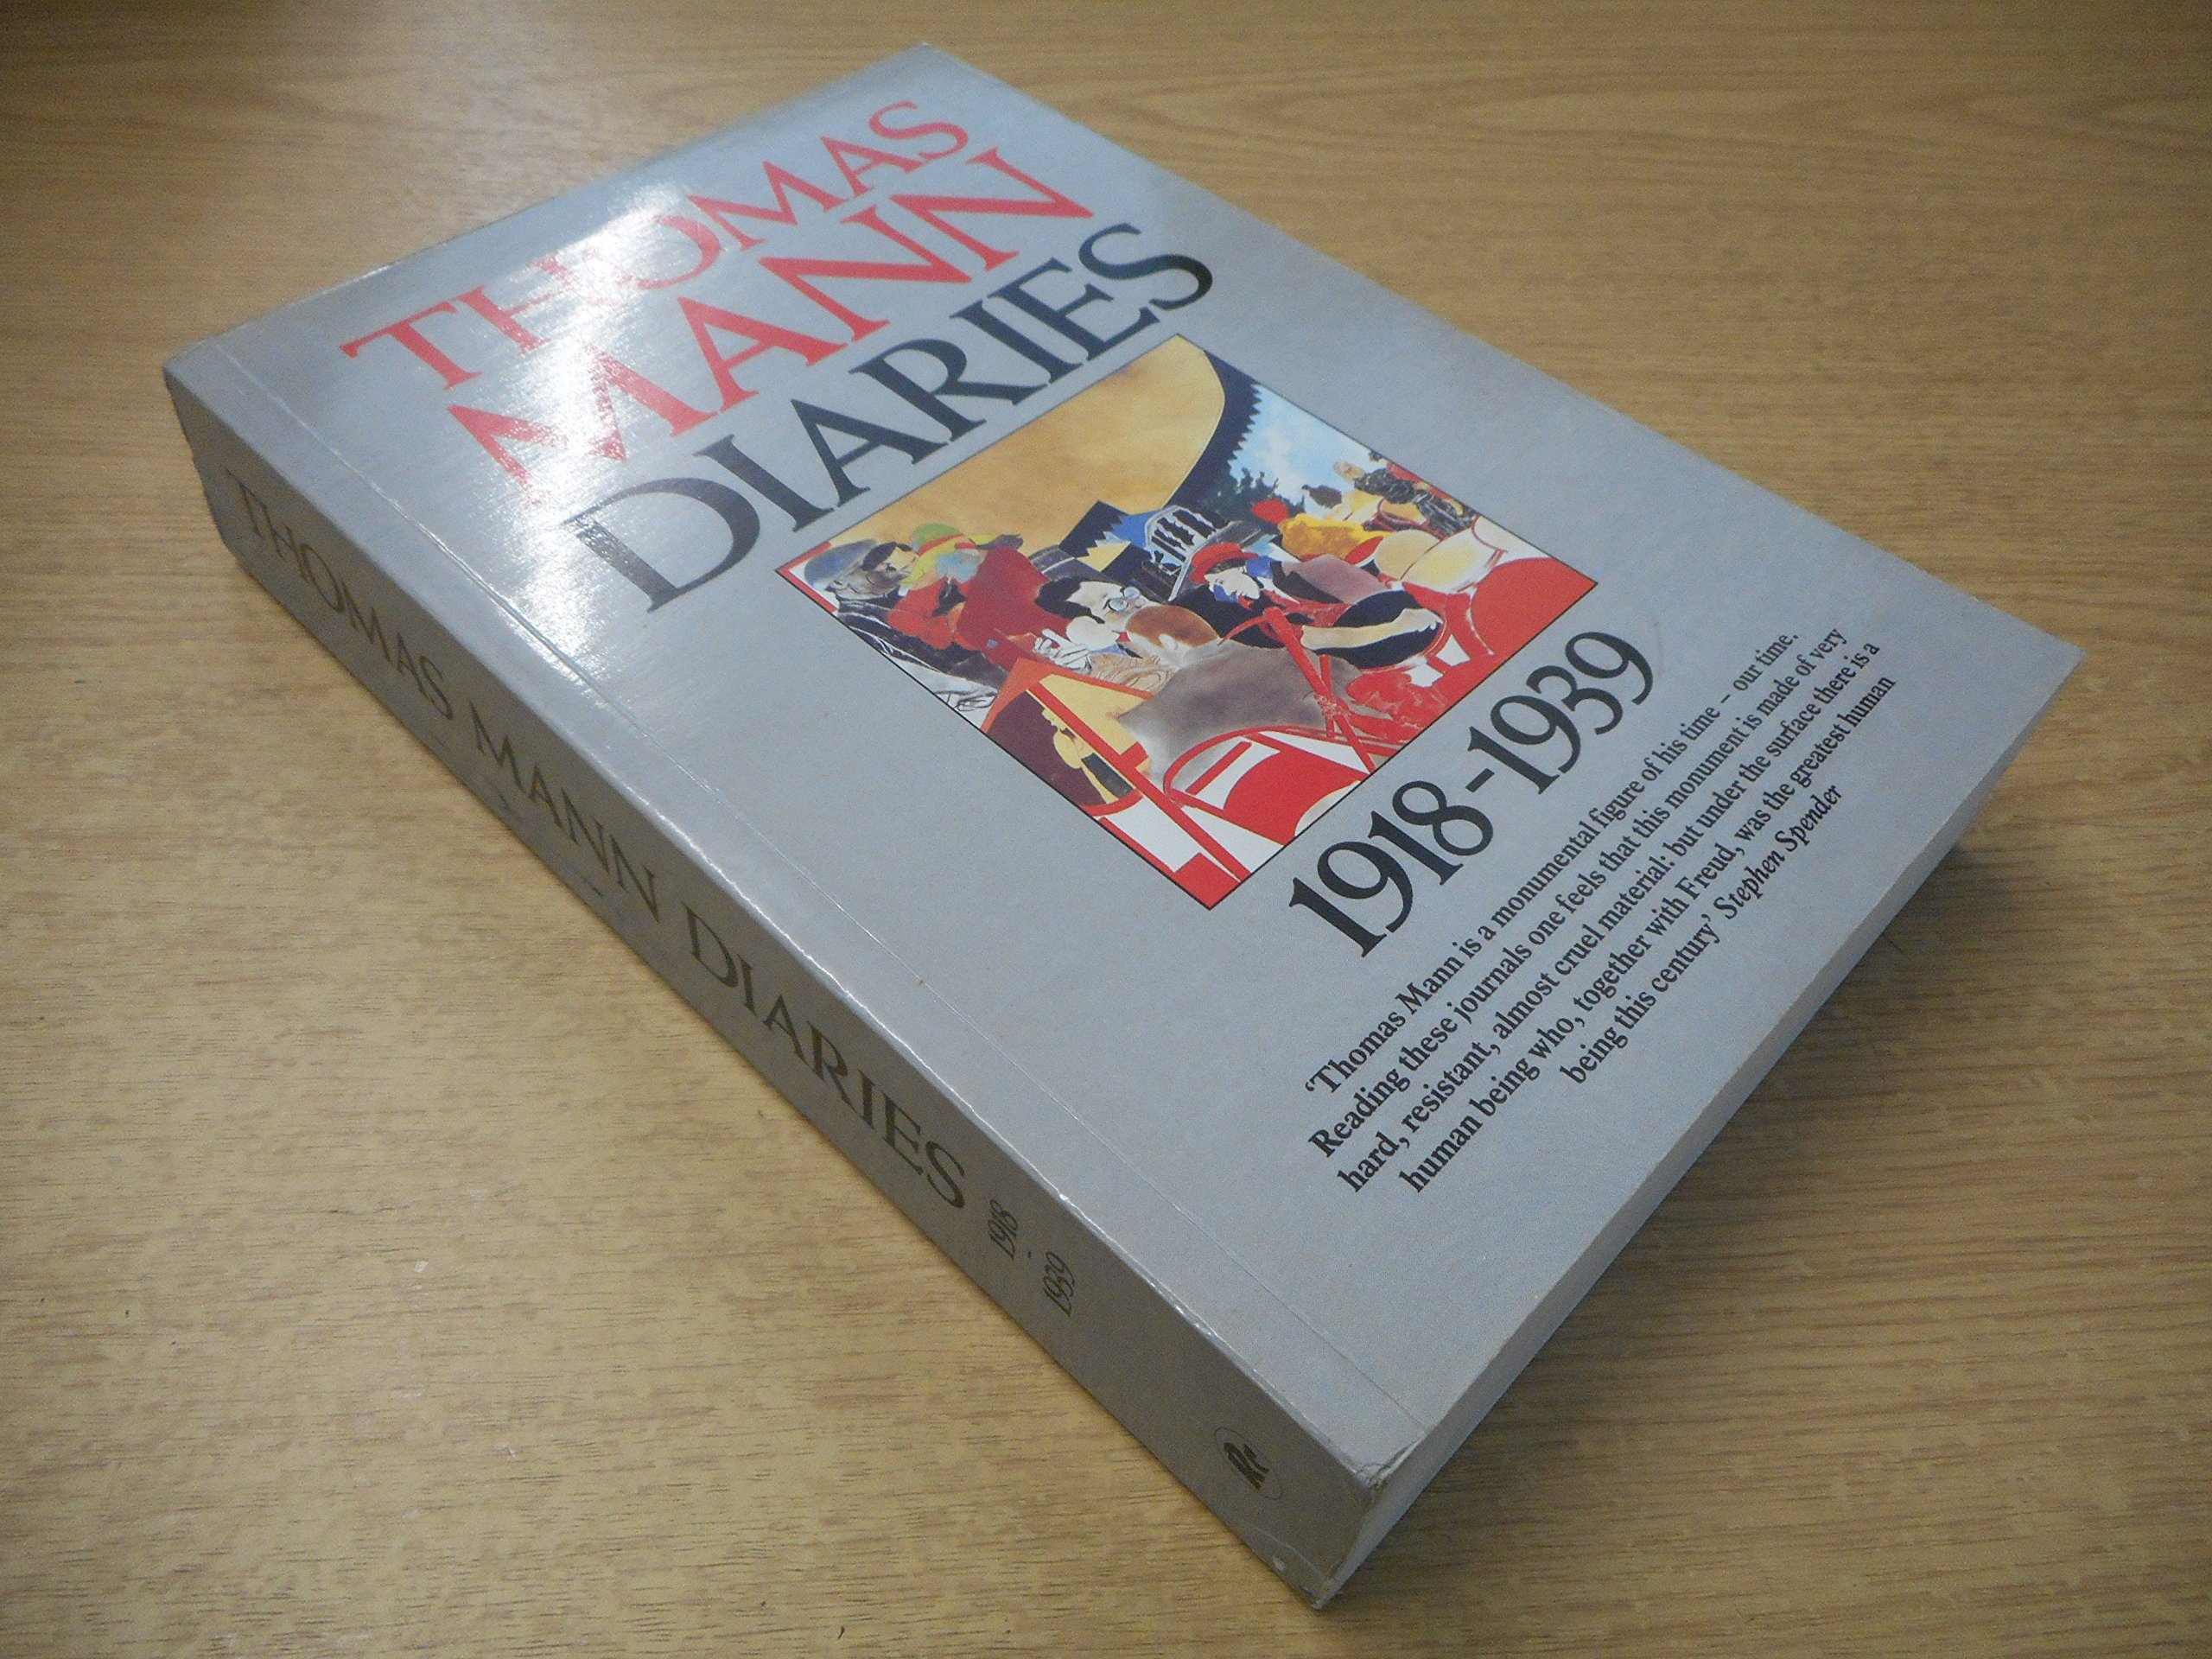 THOMAS
MANN
DIARIES
1918-1939
‘Thomas Mann is a monumental figure of his time – our time.
Reading these journals one feels that this monument is made of very
hard, resistant, almost cruel material: but under the surface there is a
human being who, together with Freud, was the greatest human
being this century’ Stephen Spender
THOMAS MANN DIARIES 1918 · 1939